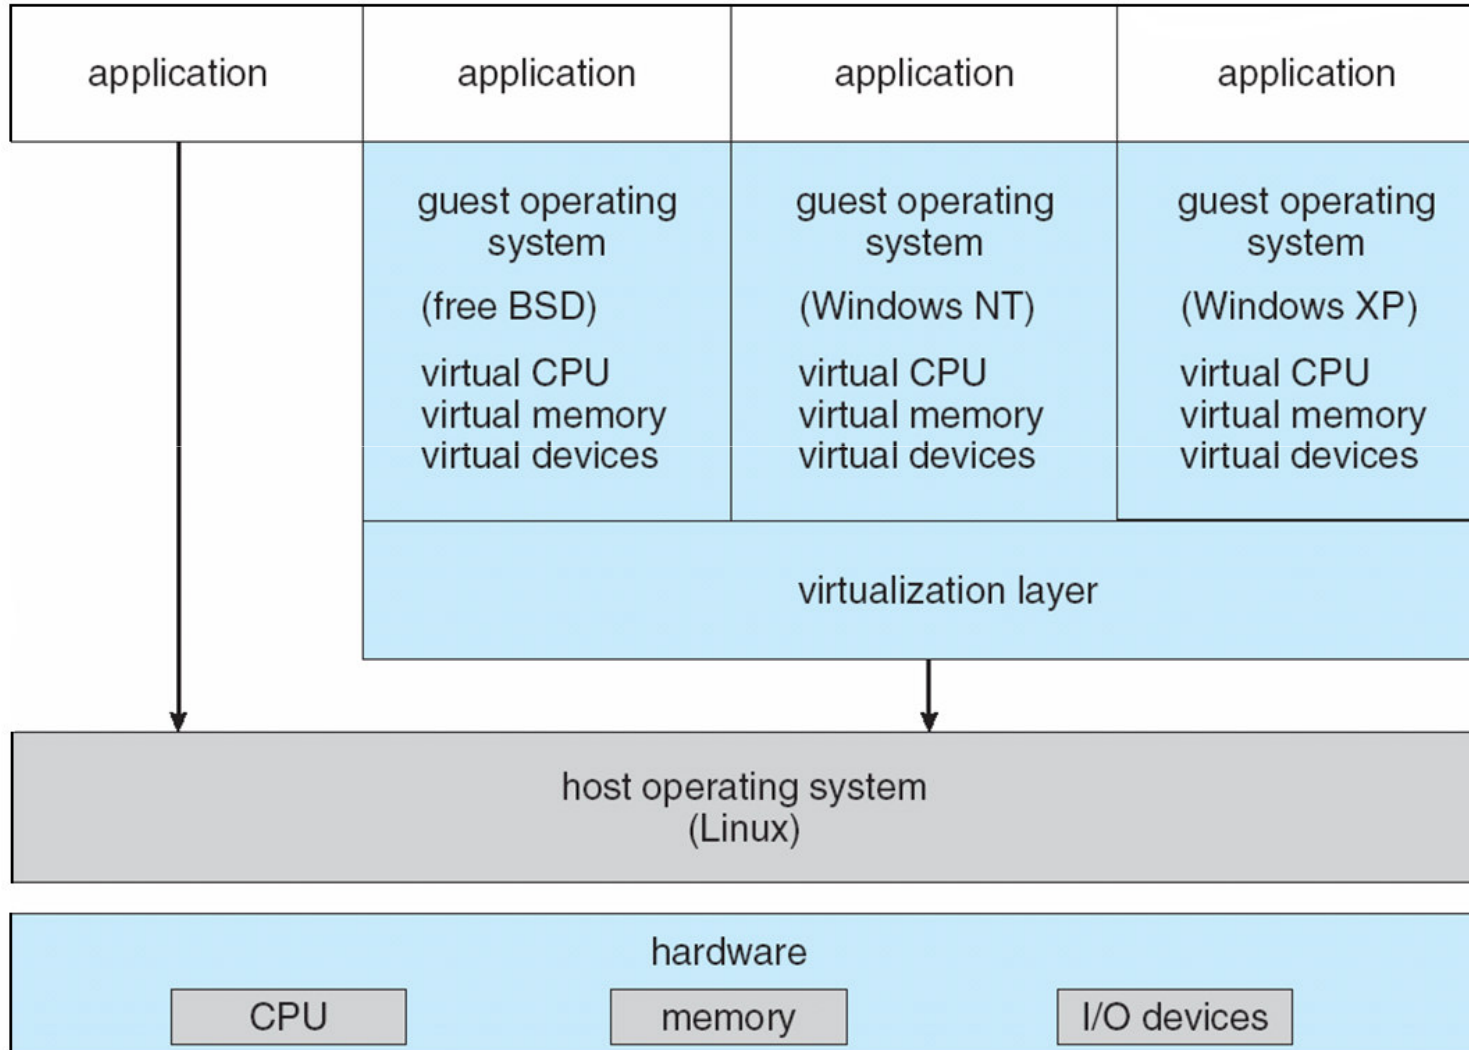 application
application
application
application
guest operating
system
(free BSD)
virtual CPU
virtual memory
virtual devices
guest operating
system
(Windows NT)
virtual CPU
virtual memory
virtual devices
guest operating
system
(Windows XP)
virtual CPU
virtual memory
virtual devices
virtualization layer
host operating system
(Linux)
hardware
CPU
memory
I/O devices